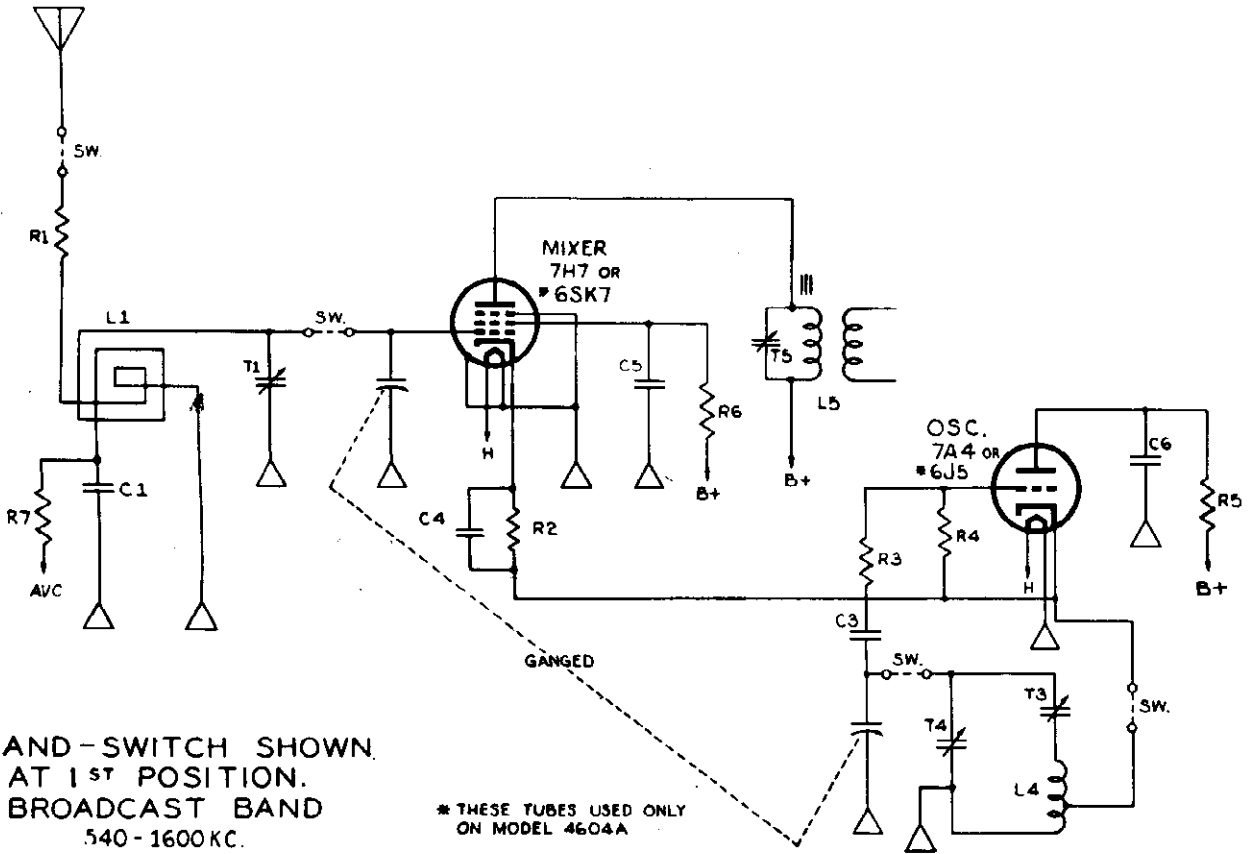 SW.
R1
MIXER
7H7 OR
*6SK7
L1
SW.
T1
C5
T5
R6
L5
OSC.
7A4 OR
*6J5
C6
H
B+
B+
C1
R7
C4
R2
R3
R4
R5
AVC
H
B+
C3
GANGED
SW.
T3
SW.
T4
L4
AND-SWITCH SHOWN
AT 1ST POSITION.
BROADCAST BAND
540-1600 KC.
* THESE TUBES USED ONLY
ON MODEL 4604A